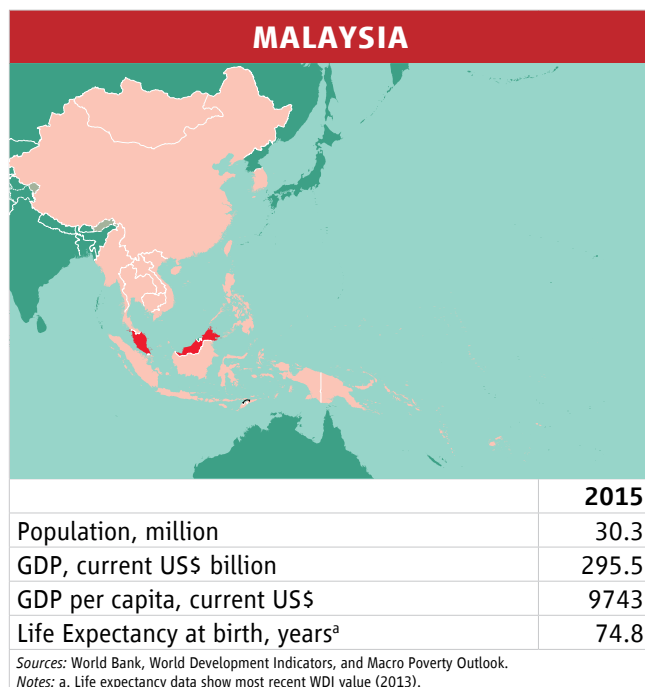 MALAYSIA
2015
Population, million 30.3
GDP, current US$ billion 295.5
GDP per capita, current US$ 9743
Life Expectancy at birth, yearsᵃ 74.8
Sources: World Bank, World Development Indicators, and Macro Poverty Outlook.
Notes: a. Life expectancy data show most recent WDI value (2013).